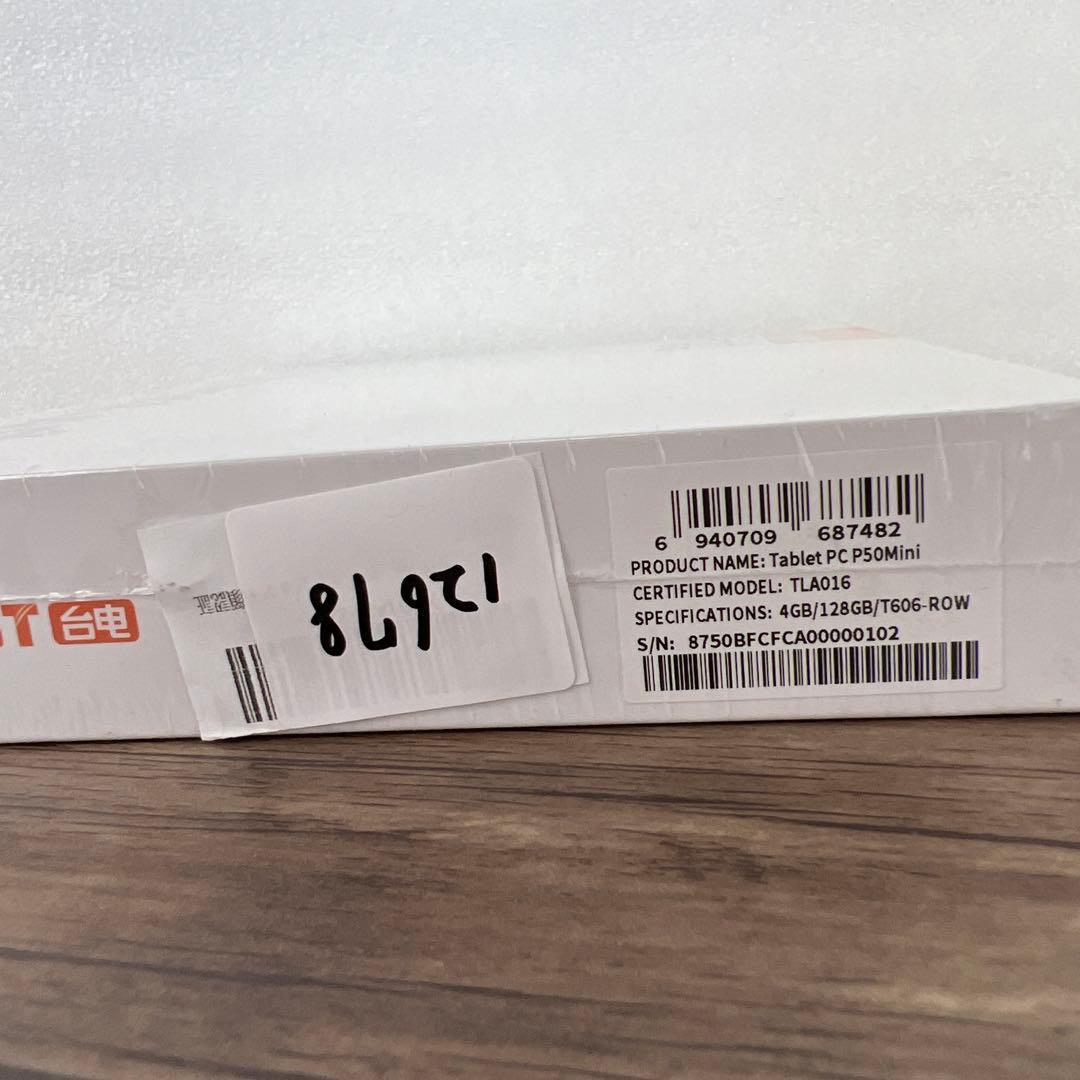 T 台电
12678
6 940709 687482
PRODUCT NAME: Tablet PC P50Mini
CERTIFIED MODEL: TLA016
SPECIFICATIONS: 4GB/128GB/T606-ROW
S/N: 8750BFCFCA00000102